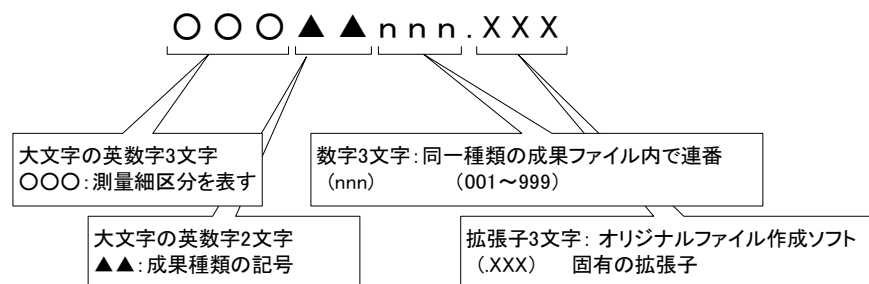 ○○○▲▲nnn.XXX
大文字の英数字3文字
○○○:測量細区分を表す
数字3文字:同一種類の成果ファイル内で連番
(nnn) (001~999)
大文字の英数字2文字
▲▲:成果種類の記号
拡張子3文字: オリジナルファイル作成ソフト
(.XXX) 固有の拡張子